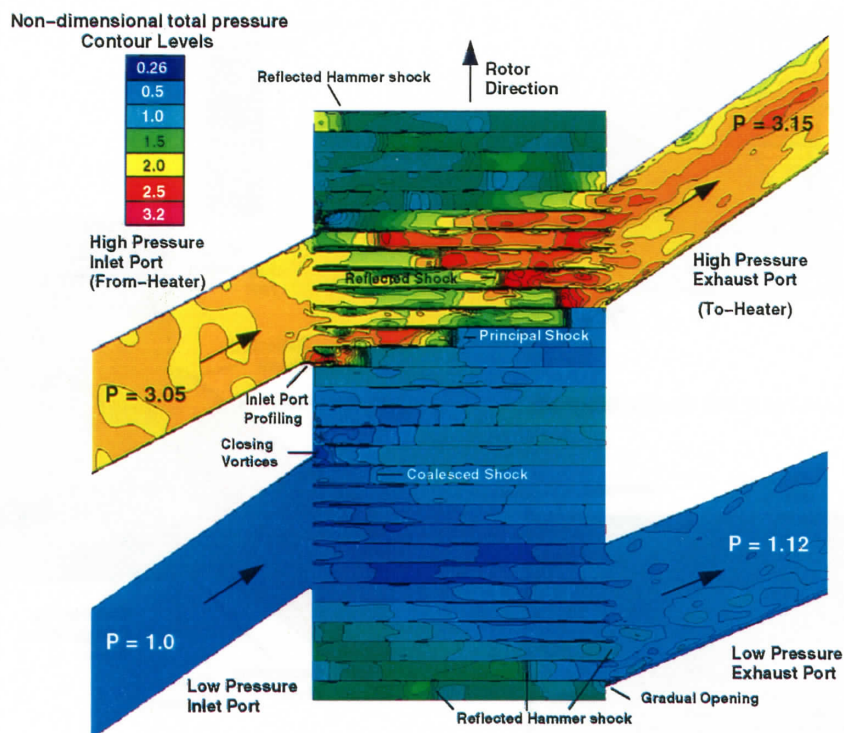 Non-dimensional total pressure
Contour Levels
0.26
0.5
1.0
1.5
2.0
2.5
3.2
Reflected Hammer shock
Rotor
Direction
P = 3.15
High Pressure
Inlet Port
(From-Heater)
High Pressure
Exhaust Port
(To-Heater)
Reflected Shock
Principal Shock
P = 3.05
Inlet Port
Profiling
Closing
Vortices
Coalesced Shock
P = 1.12
P = 1.0
Low Pressure
Inlet Port
Low Pressure
Exhaust Port
Gradual Opening
Reflected Hammer shock